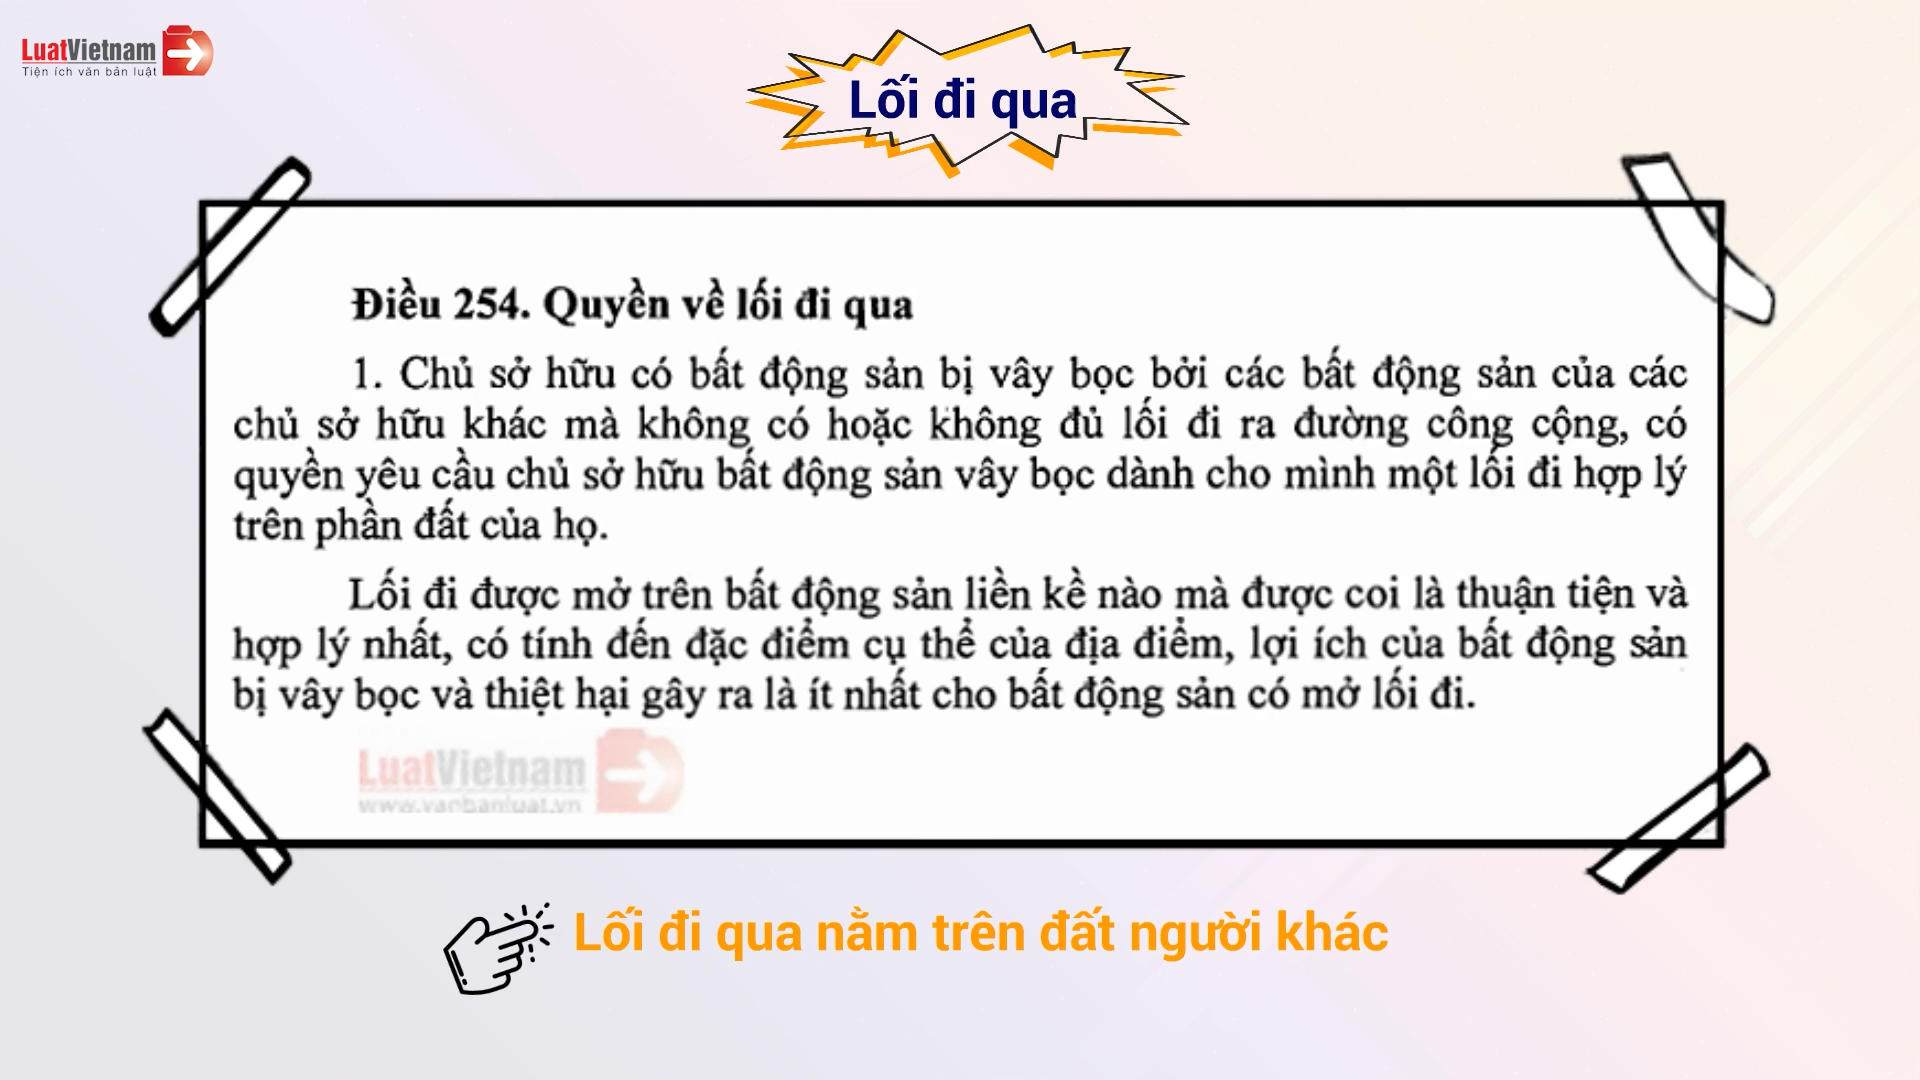 LuatVietnam
Tiện ích văn bản luật
Lối đi qua
Điều 254. Quyền về lối đi qua
1. Chủ sở hữu có bất động sản bị vây bọc bởi các bất động sản của các
chủ sở hữu khác mà không có hoặc không đủ lối đi ra đường công cộng, có
quyền yêu cầu chủ sở hữu bất động sản vây bọc dành cho mình một lối đi hợp lý
trên phần đất của họ.
Lối đi được mở trên bất động sản liền kề nào mà được coi là thuận tiện và
hợp lý nhất, có tính đến đặc điểm cụ thể của địa điểm, lợi ích của bất động sản
bị vây bọc và thiệt hại gây ra là ít nhất cho bất động sản có mở lối đi.
LuatVietnam
www.vanbanluat.vn
Lối đi qua nằm trên đất người khác